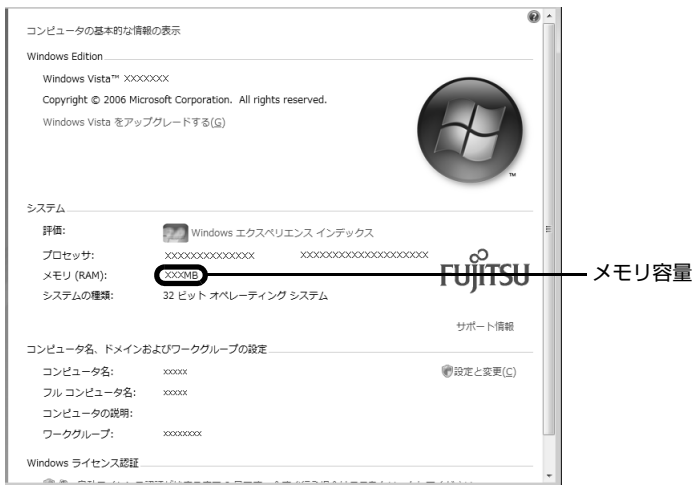 コンピュータの基本的な情報の表示
Windows Edition
Windows Vista™ XXXXXXX
Copyright © 2006 Microsoft Corporation. All rights reserved.
Windows Vista をアップグレードする(G)
TM
システム
評価: Windows エクスペリエンス インデックス
プロセッサ: XXXXXXXXXXXXXX XXXXXXXXXXXXXXXXXXXX
メモリ (RAM): XXXMB
メモリ容量
システムの種類: 32 ビット オペレーティング システム
FUJITSU
サポート情報
コンピュータ名、ドメインおよびワークグループの設定
コンピュータ名: xxxxx
設定と変更(C)
フル コンピュータ名: xxxxx
コンピュータの説明:
ワークグループ: xxxxxxxx
Windows ライセンス認証